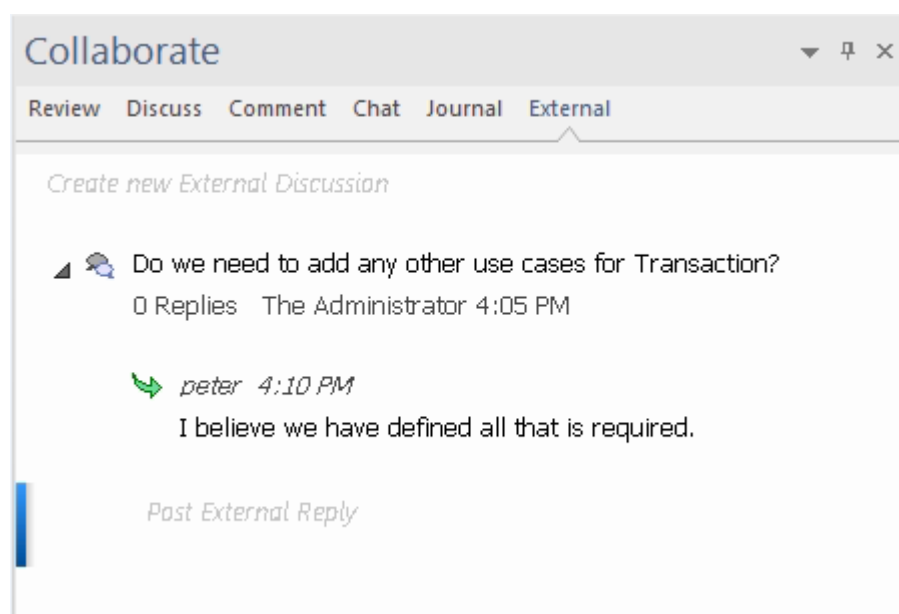 Collaborate
Review Discuss Comment Chat Journal External
Create new External Discussion
Do we need to add any other use cases for Transaction?
0 Replies The Administrator 4:05 PM
peter 4:10 PM
I believe we have defined all that is required.
Post External Reply